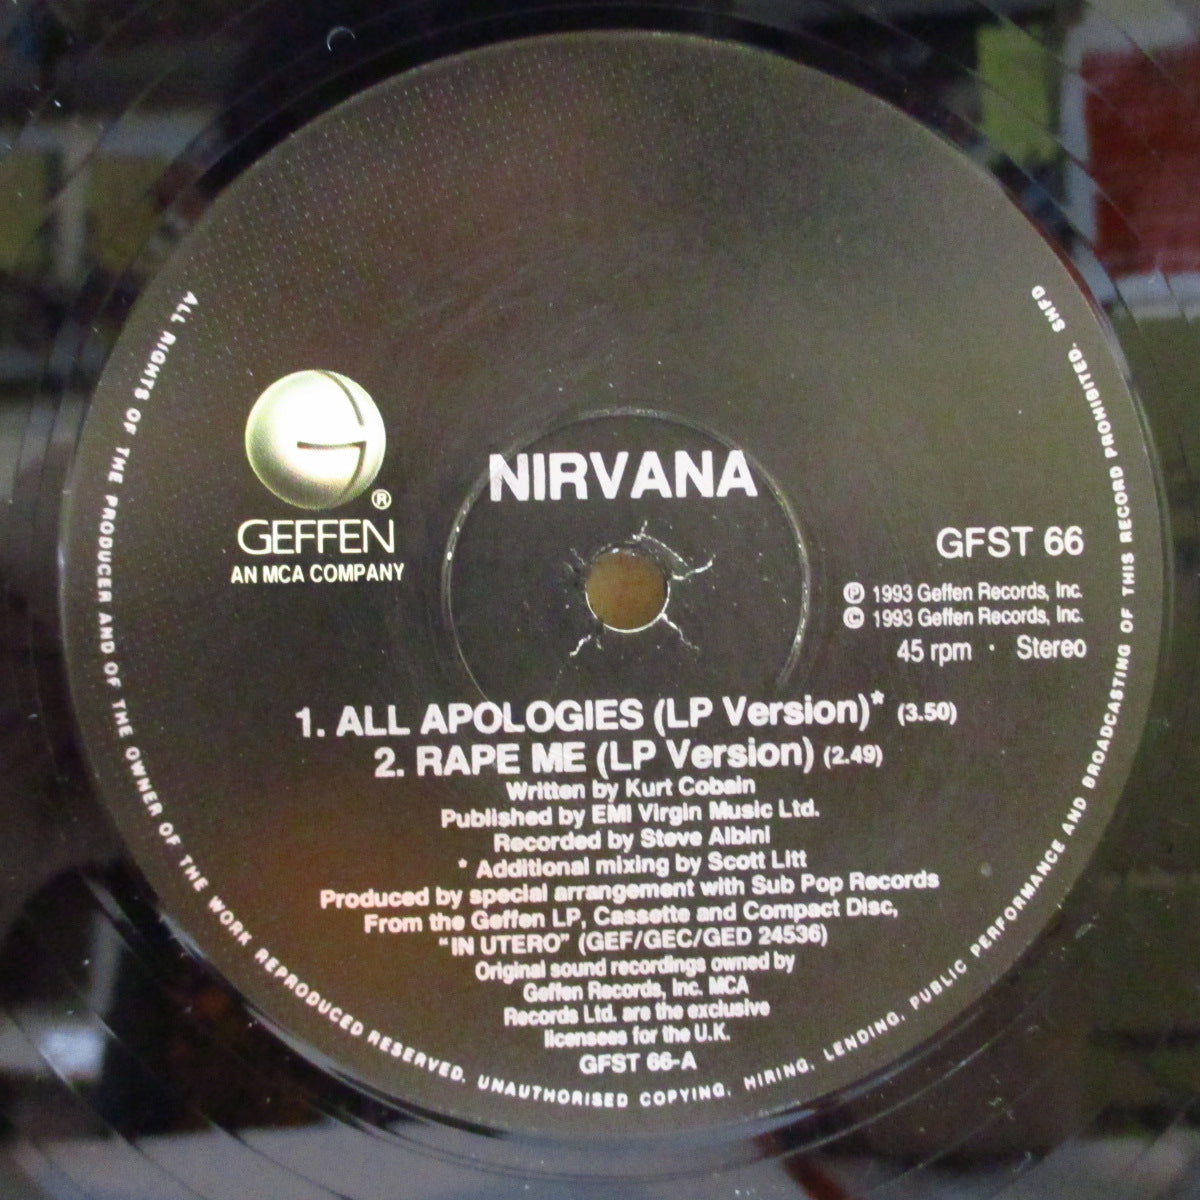 NIRVANA
G
®
GEFFEN
AN MCA COMPANY
GFST 66
℗ 1993 Geffen Records, Inc.
© 1993 Geffen Records, Inc.
45 rpm · Stereo
1. ALL APOLOGIES (LP Version)* (3.50)
2. RAPE ME (LP Version) (2.49)
Written by Kurt Cobain
Published by EMI Virgin Music Ltd.
Recorded by Steve Albini
* Additional mixing by Scott Litt
Produced by special arrangement with Sub Pop Records
From the Geffen LP, Cassette and Compact Disc,
"IN UTERO" (GEF/GEC/GED 24536)
Original sound recordings owned by
Geffen Records, Inc. MCA
Records Ltd. are the exclusive
licensees for the U.K.
GFST 66-A
ALL RIGHTS OF THE PRODUCER AND OF THE OWNER OF THE WORK REPRODUCED RESERVED. UNAUTHORISED COPYING, HIRING, LENDING, PUBLIC PERFORMANCE AND BROADCASTING OF THIS RECORD PROHIBITED. SHFD